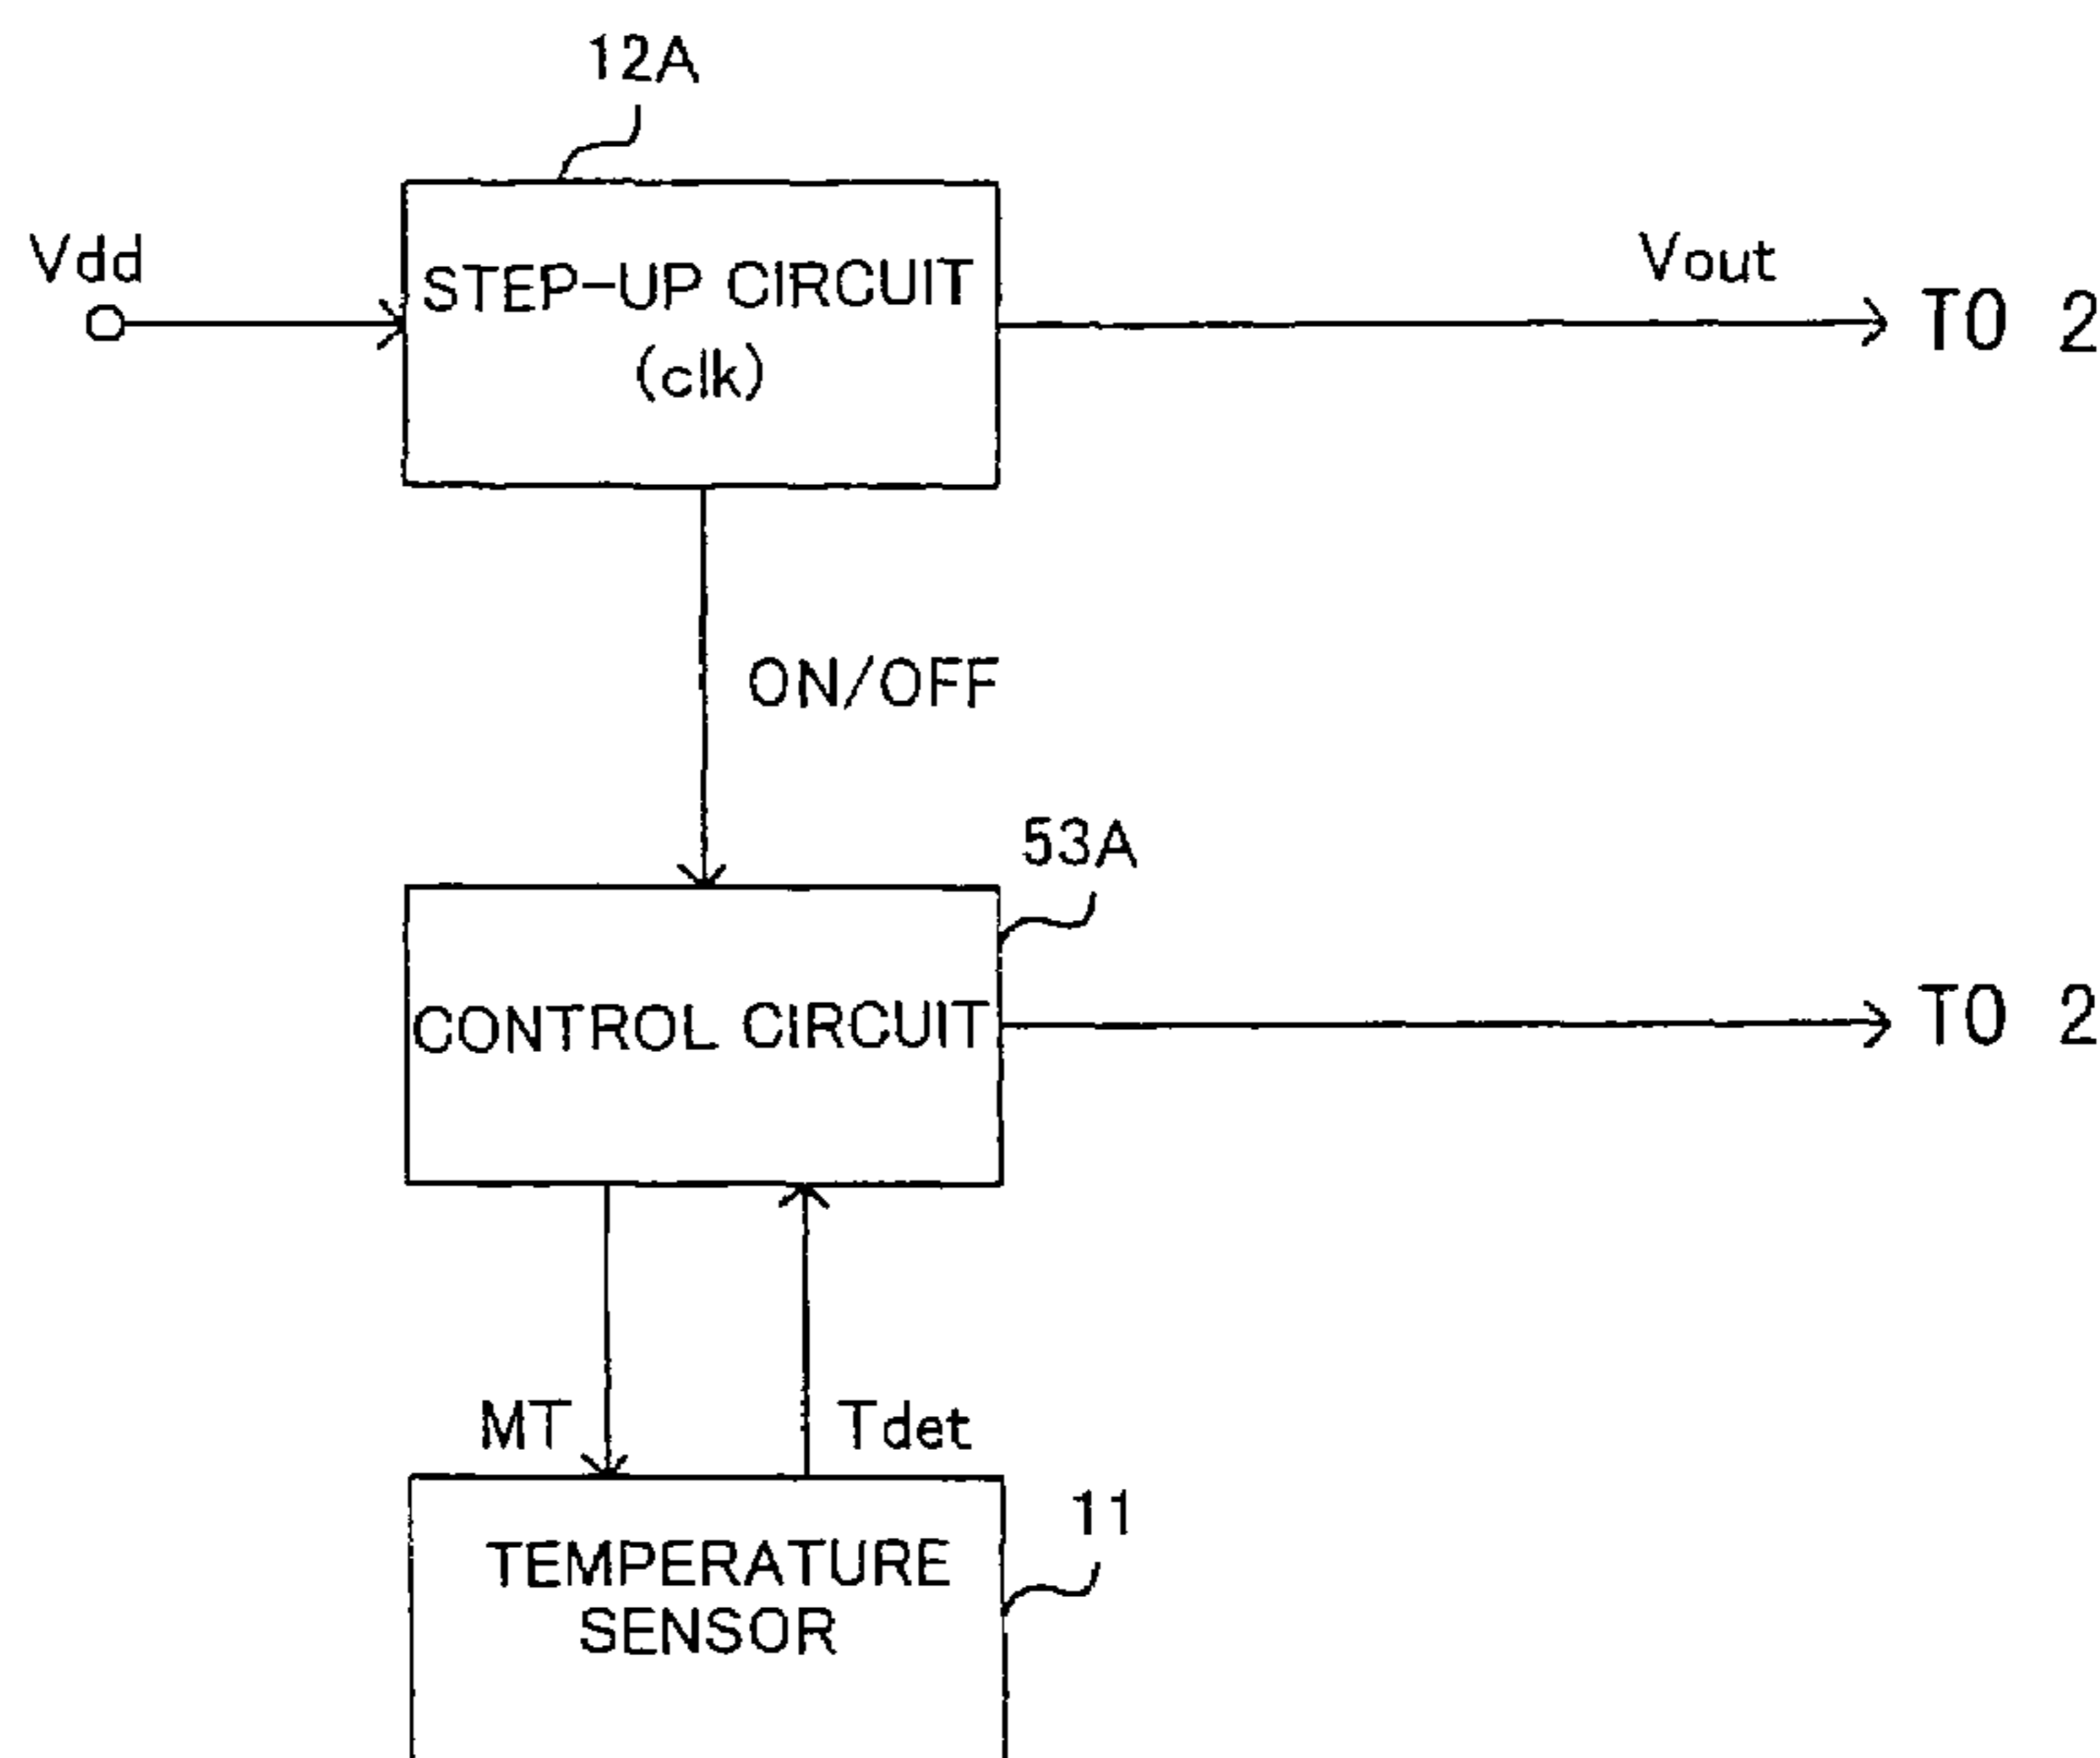 12A
Vdd
STEP-UP CIRCUIT
(clk)
Vout
TO 2
ON/OFF
53A
CONTROL CIRCUIT
TO 2
MT
Tdet
11
TEMPERATURE
SENSOR